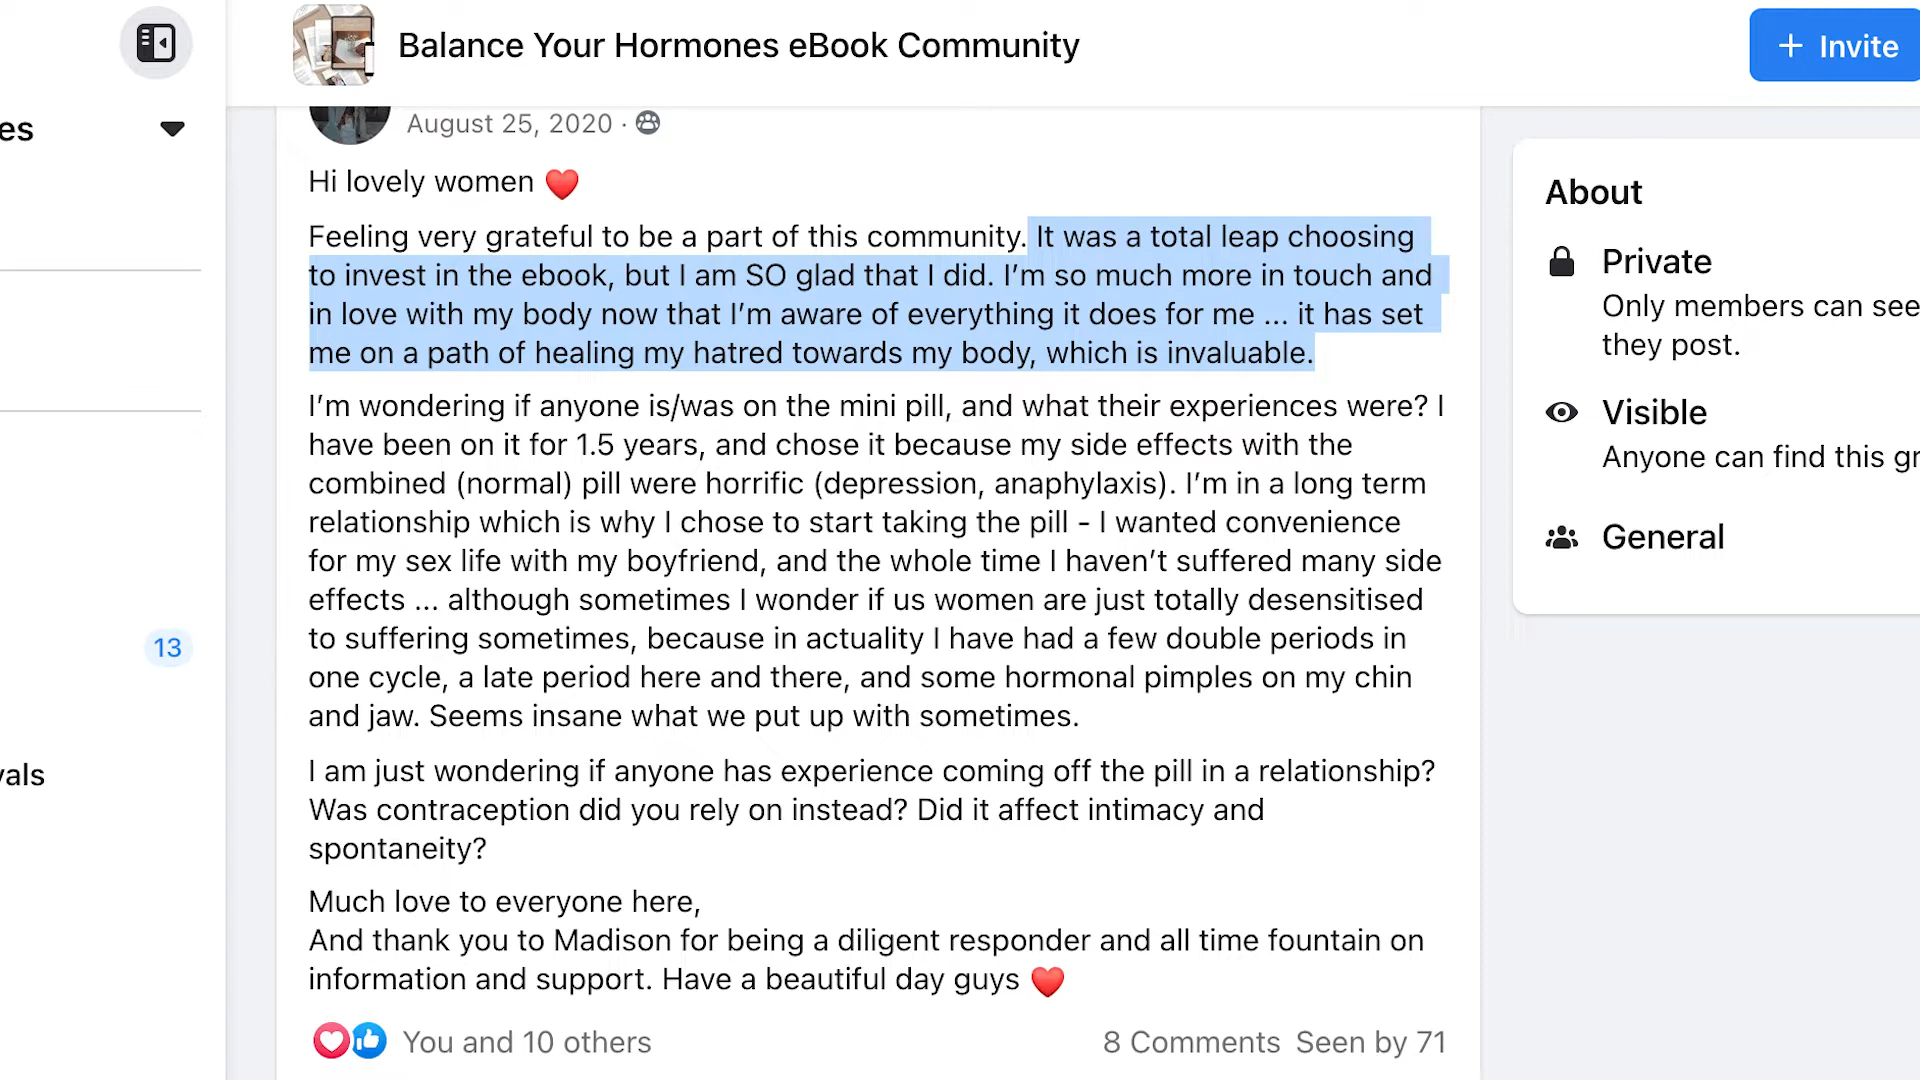 Balance Your Hormones eBook Community
+ Invite
es
August 25, 2020 ·
Hi lovely women ❤️
Feeling very grateful to be a part of this community. It was a total leap choosing
to invest in the ebook, but I am SO glad that I did. I’m so much more in touch and
in love with my body now that I’m aware of everything it does for me ... it has set
me on a path of healing my hatred towards my body, which is invaluable.
I’m wondering if anyone is/was on the mini pill, and what their experiences were? I
have been on it for 1.5 years, and chose it because my side effects with the
combined (normal) pill were horrific (depression, anaphylaxis). I’m in a long term
relationship which is why I chose to start taking the pill - I wanted convenience
for my sex life with my boyfriend, and the whole time I haven’t suffered many side
effects ... although sometimes I wonder if us women are just totally desensitised
to suffering sometimes, because in actuality I have had a few double periods in
one cycle, a late period here and there, and some hormonal pimples on my chin
and jaw. Seems insane what we put up with sometimes.
I am just wondering if anyone has experience coming off the pill in a relationship?
Was contraception did you rely on instead? Did it affect intimacy and
spontaneity?
Much love to everyone here,
And thank you to Madison for being a diligent responder and all time fountain on
information and support. Have a beautiful day guys ❤️
You and 10 others
8 Comments Seen by 71
13
vals
About
Private
Only members can see
they post.
Visible
Anyone can find this gr
General